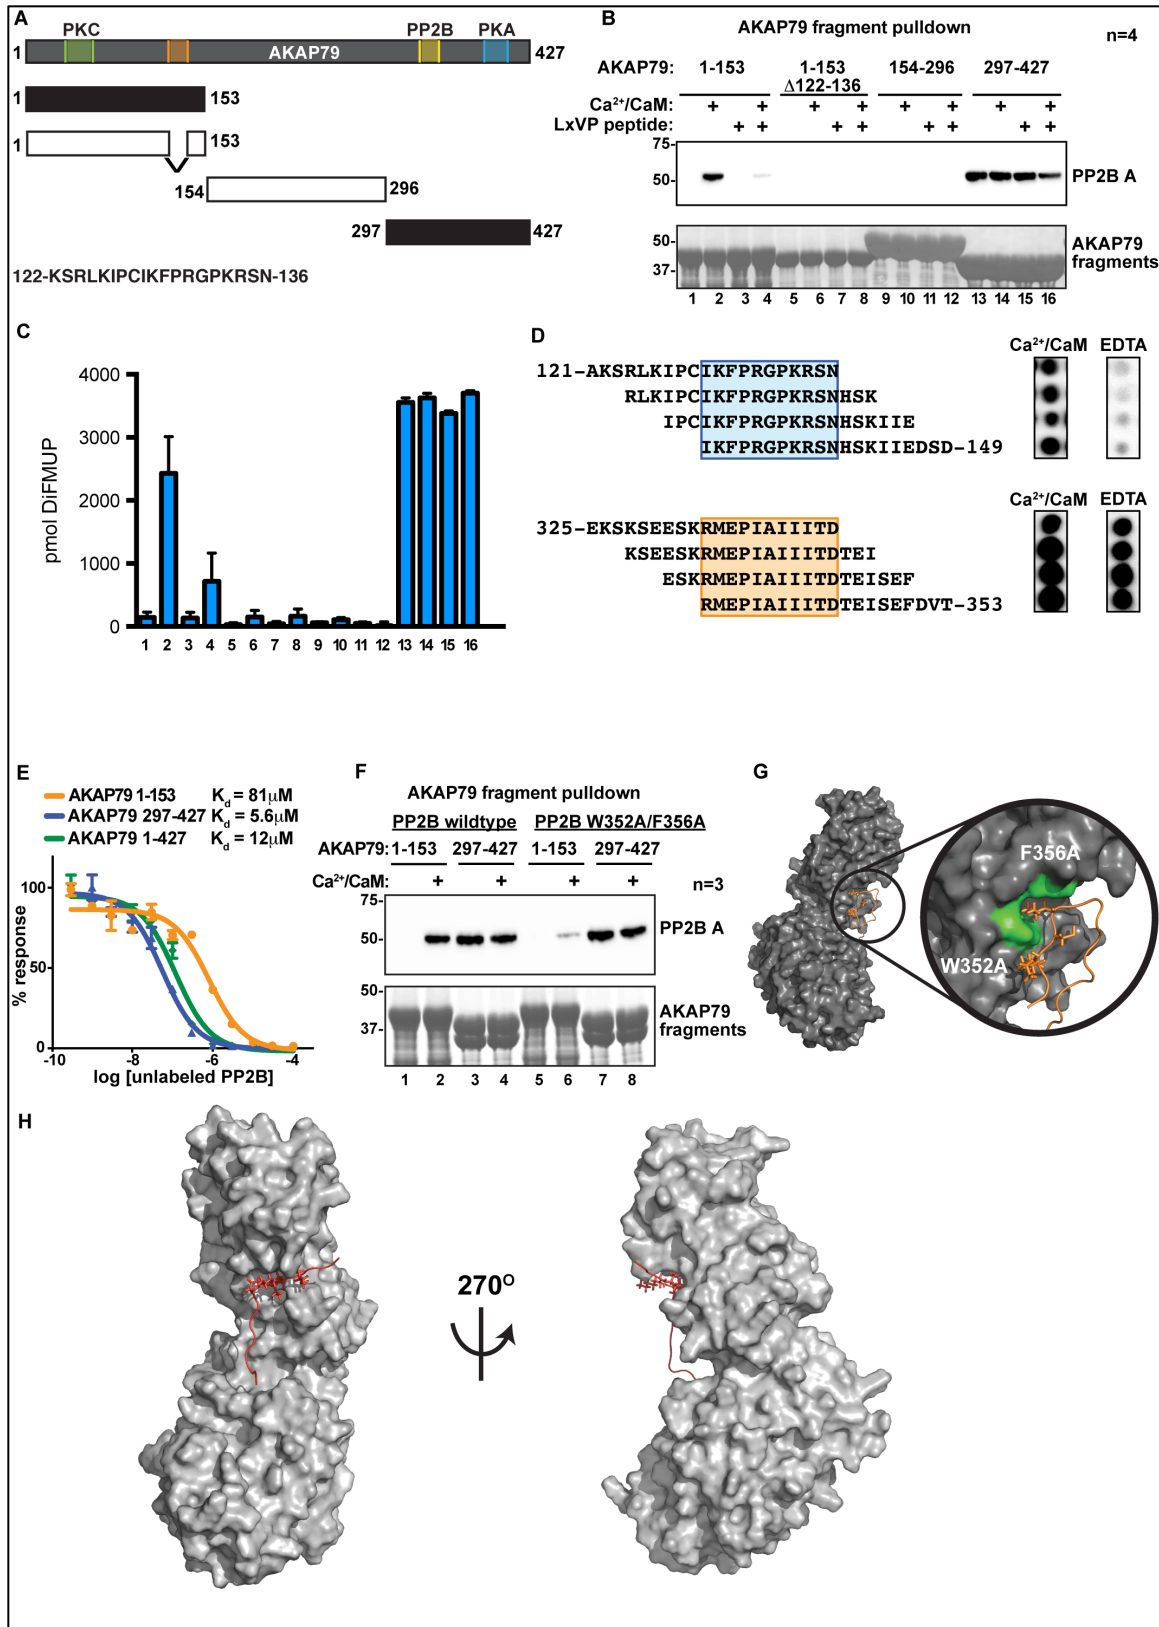 A
PKC
PP2B
PKA
1
AKAP79
427
1
153
1
153
154
296
297
427
122-KSRLKIPCIKFPRGPKRSN-136
B
AKAP79 fragment pulldown
n=4
AKAP79: 1-153 1-153 154-296 297-427
Δ122-136
Ca²⁺/CaM: + + + + + + + +
LxVP peptide: + + + + + + + +
75-
50-
PP2B A
50-
37-
AKAP79
fragments
1 2 3 4 5 6 7 8 9 10 11 12 13 14 15 16
C
pmol DiFMUP
4000
3000
2000
1000
0
1 2 3 4 5 6 7 8 9 10 11 12 13 14 15 16
D
Ca²⁺/CaM EDTA
121-AKSRLKIPCIKFPRGPKRSN
RLKIPCIKFPRGPKRSNHSK
IPCIKFPRGPKRSNHSKIIE
IKFPRGPKRSNHSKIIEDSD-149
Ca²⁺/CaM EDTA
325-EKSKSEESKRMEPIAIIITD
KSEESKRMEPIAIIITDTEI
ESKRMEPIAIIITDTEISEF
RMEPIAIIITDTEISEFDVT-353
E
AKAP79 1-153 Kd = 81µM
AKAP79 297-427 Kd = 5.6µM
AKAP79 1-427 Kd = 12µM
% response
100
50
0
-10 -8 -6 -4
log [unlabeled PP2B]
F
AKAP79 fragment pulldown
PP2B wildtype PP2B W352A/F356A
AKAP79: 1-153 297-427 1-153 297-427
Ca²⁺/CaM: + + + +
n=3
75-
50-
PP2B A
50-
37-
AKAP79
fragments
1 2 3 4 5 6 7 8
G
F356A
W352A
H
270°